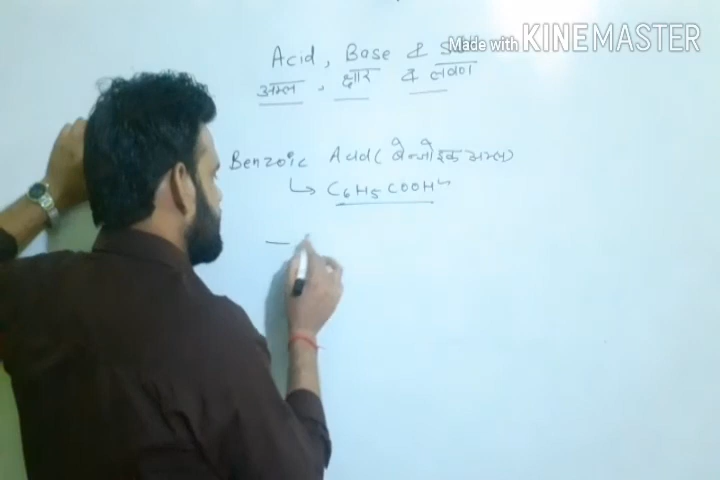 Made with KINEMASTER
Acid, Base &
अम्ल, क्षार व लवण
Benzoic Acid (बेन्जोइक अम्ल)
↳ C₆H₅COOH